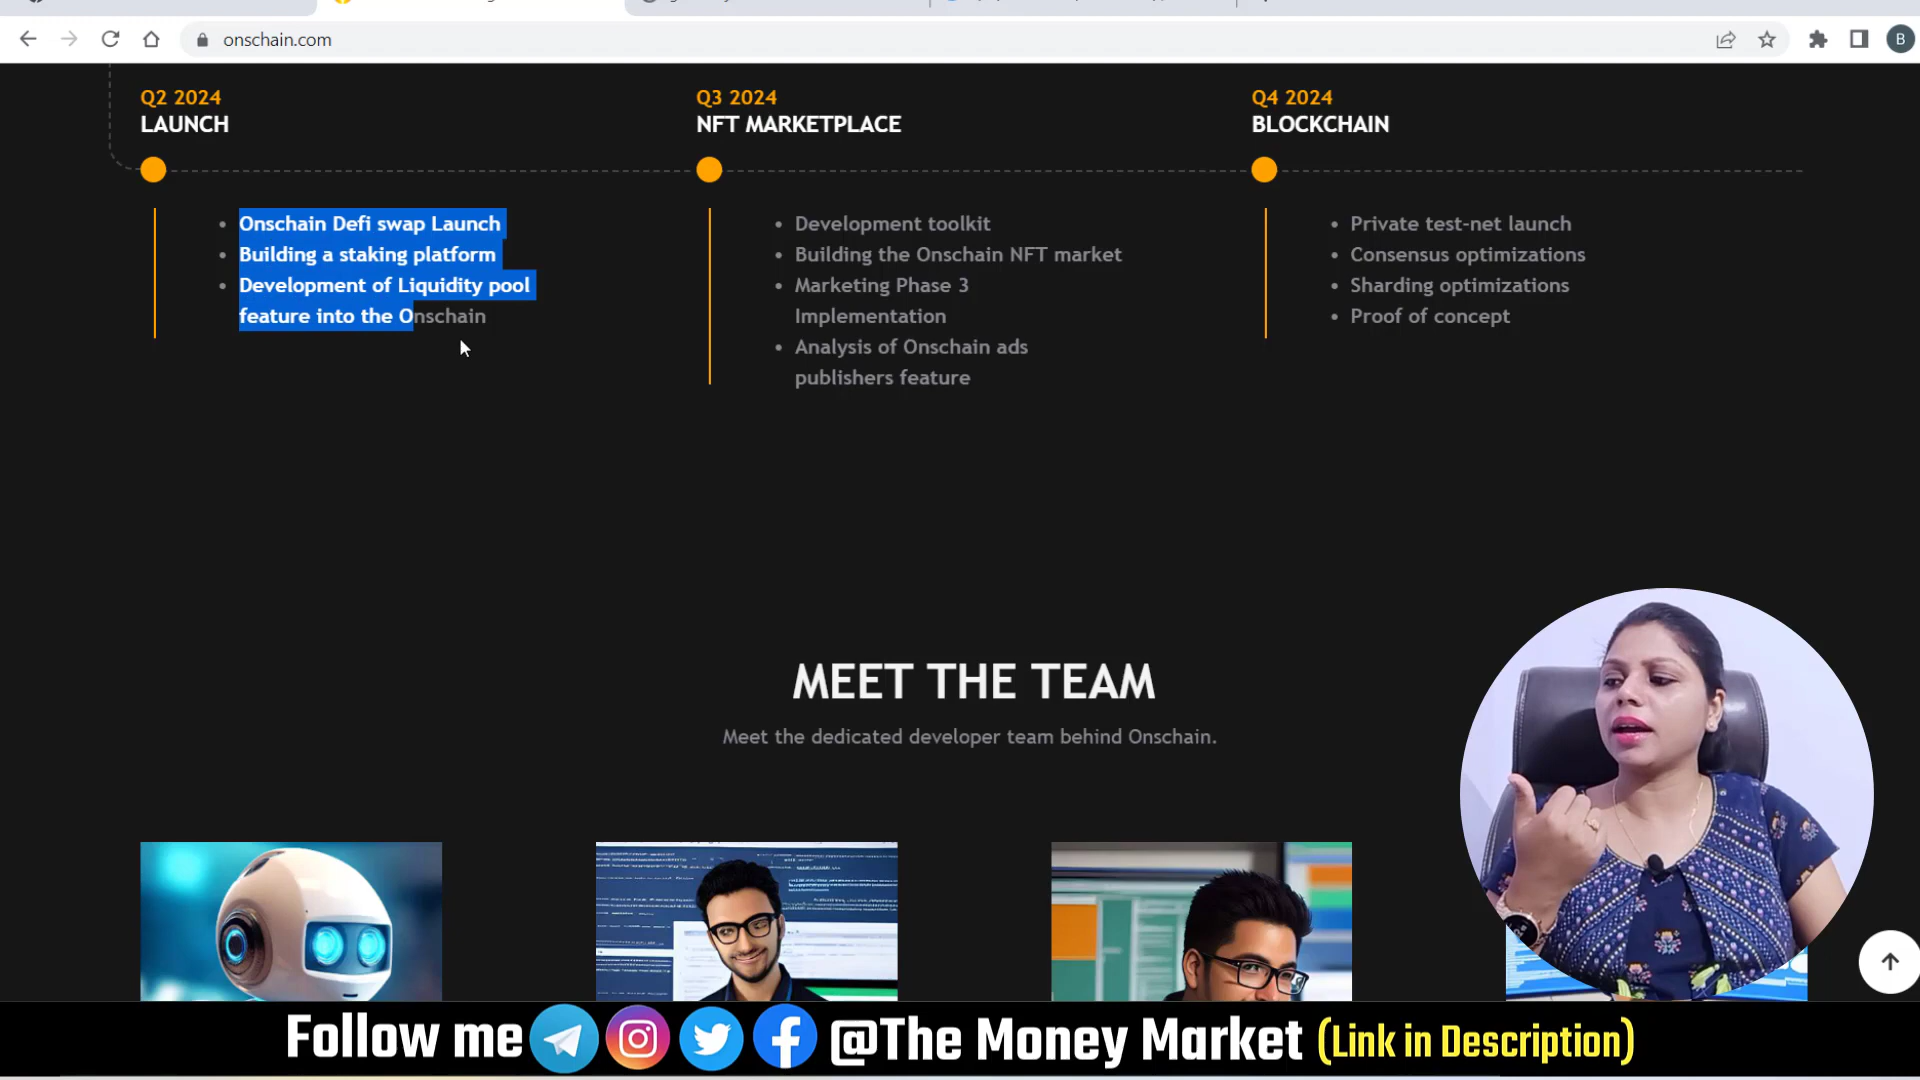 onschain.com
B
Q2 2024
LAUNCH
Onschain Defi swap Launch
Building a staking platform
Development of Liquidity pool
feature into the Onschain
Q3 2024
NFT MARKETPLACE
Development toolkit
Building the Onschain NFT market
Marketing Phase 3
Implementation
Analysis of Onschain ads
publishers feature
Q4 2024
BLOCKCHAIN
Private test-net launch
Consensus optimizations
Sharding optimizations
Proof of concept
MEET THE TEAM
Meet the dedicated developer team behind Onschain.
Follow me @The Money Market (Link in Description)